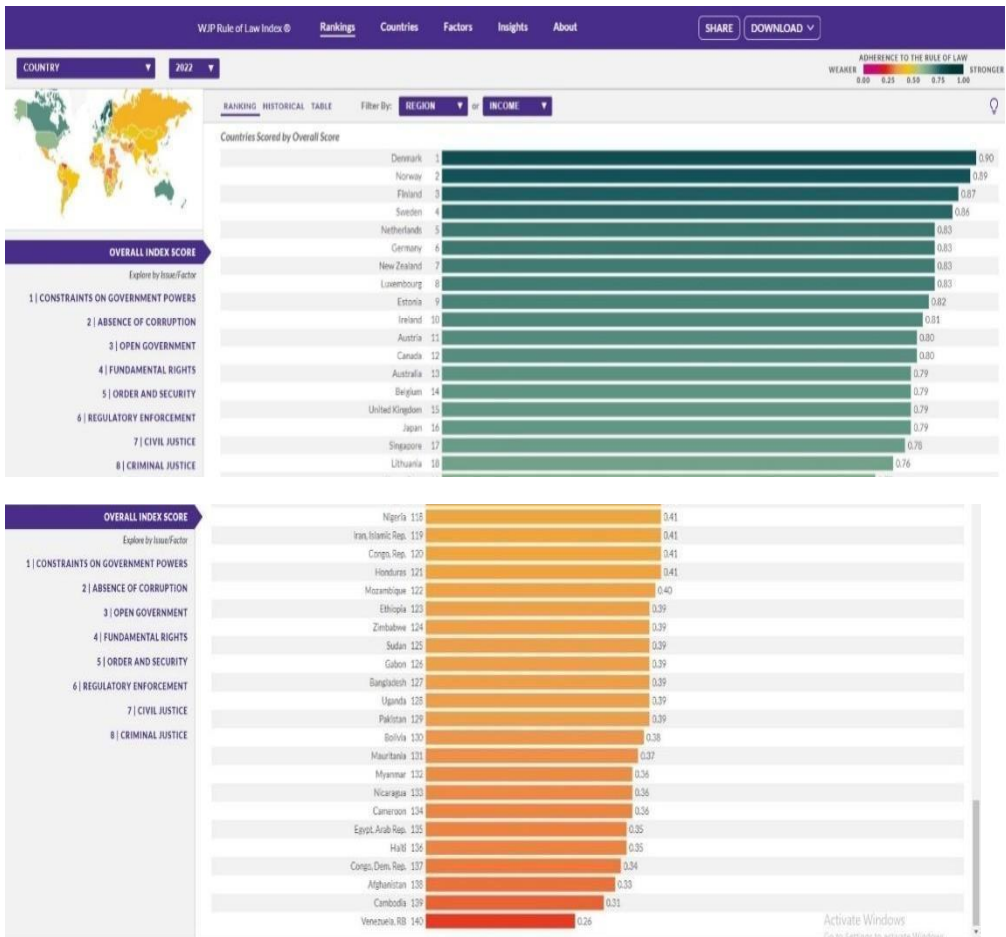 WJP Rule of Law Index ® Rankings Countries Factors Insights About SHARE DOWNLOAD
COUNTRY 2022
ADHERENCE TO THE RULE OF LAW
WEAKER STRONGER
0.00 0.25 0.50 0.75 1.00
RANKING HISTORICAL TABLE Filter By: REGION or INCOME
Countries Scored by Overall Score
Denmark 1 0.90
Norway 2 0.89
Finland 3 0.87
Sweden 4 0.86
Netherlands 5 0.83
Germany 6 0.83
New Zealand 7 0.83
Luxembourg 8 0.83
Estonia 9 0.82
Ireland 10 0.81
Austria 11 0.80
Canada 12 0.80
Australia 13 0.79
Belgium 14 0.79
United Kingdom 15 0.79
Japan 16 0.79
Singapore 17 0.78
Lithuania 18 0.76
OVERALL INDEX SCORE
Explore by Issue/Factor
1 | CONSTRAINTS ON GOVERNMENT POWERS
2 | ABSENCE OF CORRUPTION
3 | OPEN GOVERNMENT
4 | FUNDAMENTAL RIGHTS
5 | ORDER AND SECURITY
6 | REGULATORY ENFORCEMENT
7 | CIVIL JUSTICE
8 | CRIMINAL JUSTICE
OVERALL INDEX SCORE
Explore by Issue/Factor
1 | CONSTRAINTS ON GOVERNMENT POWERS
2 | ABSENCE OF CORRUPTION
3 | OPEN GOVERNMENT
4 | FUNDAMENTAL RIGHTS
5 | ORDER AND SECURITY
6 | REGULATORY ENFORCEMENT
7 | CIVIL JUSTICE
8 | CRIMINAL JUSTICE
Nigeria 118 0.41
Iran, Islamic Rep. 119 0.41
Congo, Rep. 120 0.41
Honduras 121 0.41
Mozambique 122 0.40
Ethiopia 123 0.39
Zimbabwe 124 0.39
Sudan 125 0.39
Gabon 126 0.39
Bangladesh 127 0.39
Uganda 128 0.39
Pakistan 129 0.39
Bolivia 130 0.38
Mauritania 131 0.37
Myanmar 132 0.36
Nicaragua 133 0.36
Cameroon 134 0.36
Egypt, Arab Rep. 135 0.35
Haiti 136 0.35
Congo, Dem. Rep. 137 0.34
Afghanistan 138 0.33
Cambodia 139 0.31
Venezuela, RB 140 0.26
Activate Windows